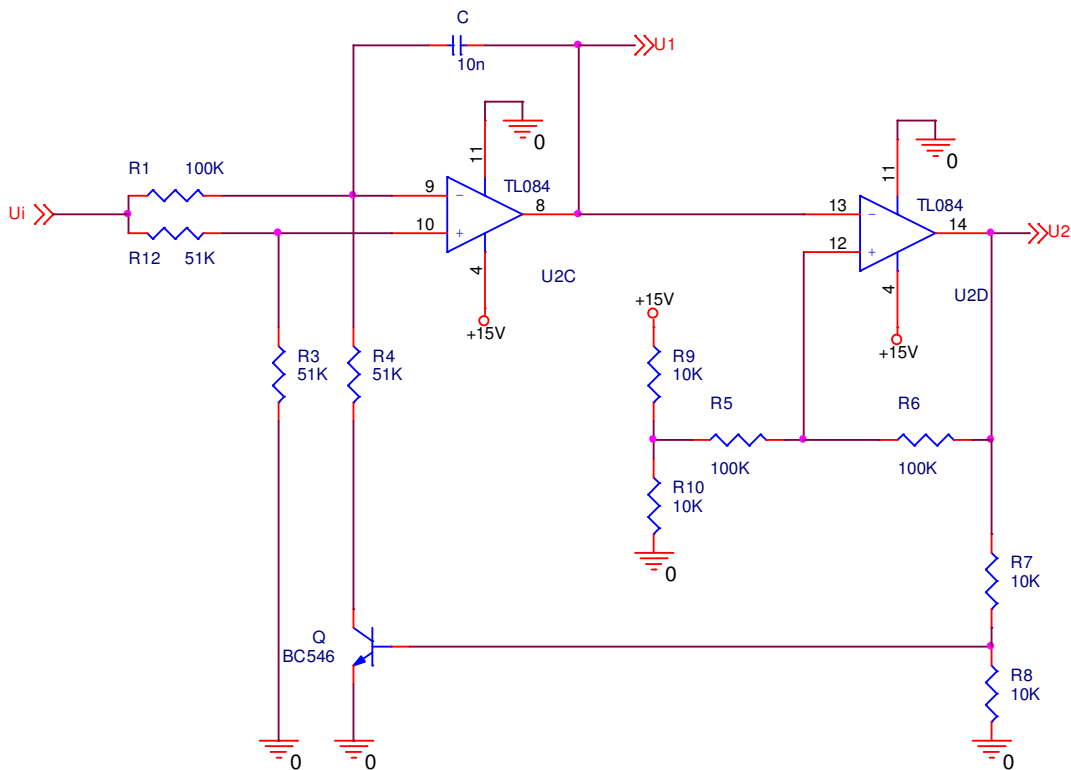 C
U1
10n
0
11
R1 100K
TL084
9
−
8
Ui
10
+
R12 51K
4
U2C
+15V
11
0
TL084
13
−
14
U2
12
+
4
U2D
+15V
+15V
R3
51K
R4
51K
R9
10K
R5
100K
R6
100K
R10
10K
0
R7
10K
Q
BC546
R8
10K
0
0
0